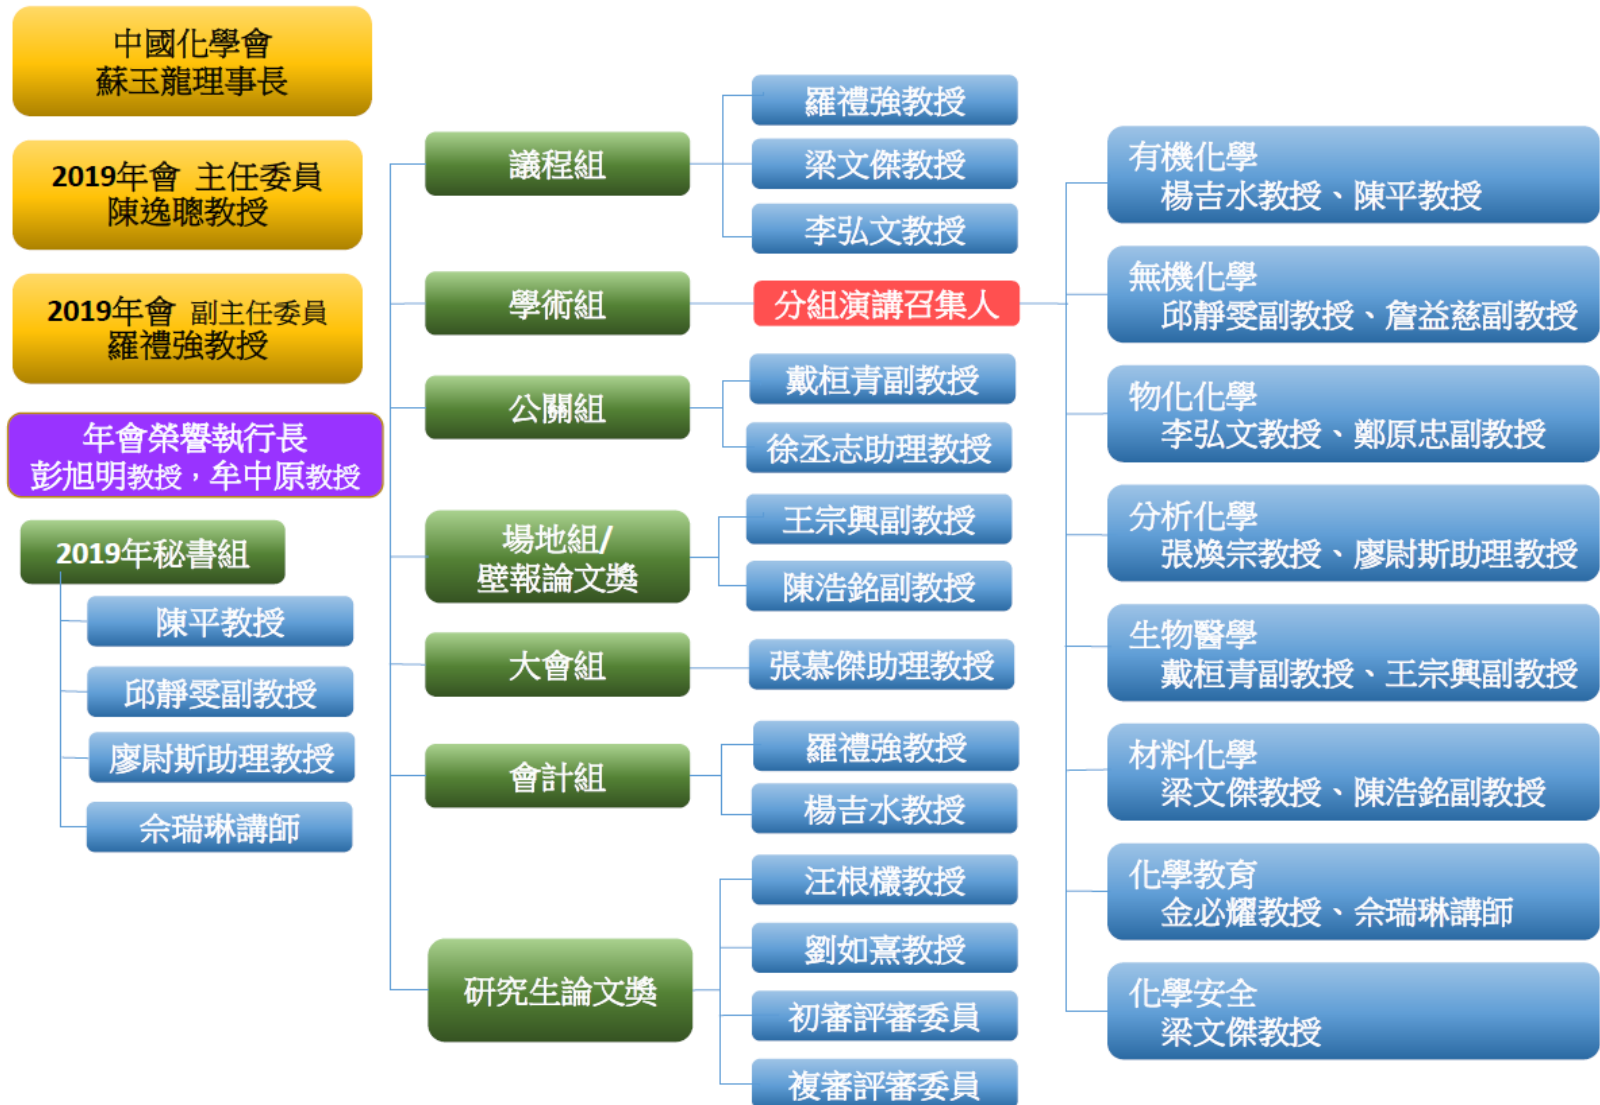 中國化學會
蘇玉龍理事長
2019年會 主任委員
陳逸聰教授
2019年會 副主任委員
羅禮強教授
年會榮譽執行長
彭旭明教授，牟中原教授
2019年秘書組
陳平教授
邱靜雯副教授
廖尉斯助理教授
佘瑞琳講師
議程組
羅禮強教授
梁文傑教授
李弘文教授
學術組
分組演講召集人
公關組
戴桓青副教授
徐丞志助理教授
場地組/
壁報論文獎
王宗興副教授
陳浩銘副教授
大會組
張慕傑助理教授
會計組
羅禮強教授
楊吉水教授
研究生論文獎
汪根欉教授
劉如熹教授
初審評審委員
複審評審委員
有機化學
楊吉水教授、陳平教授
無機化學
邱靜雯副教授、詹益慈副教授
物化化學
李弘文教授、鄭原忠副教授
分析化學
張煥宗教授、廖尉斯助理教授
生物醫學
戴桓青副教授、王宗興副教授
材料化學
梁文傑教授、陳浩銘副教授
化學教育
金必耀教授、佘瑞琳講師
化學安全
梁文傑教授